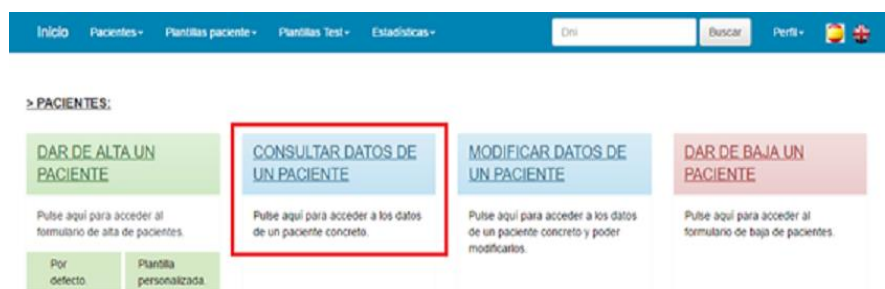 Inicio Pacientes Plantillas paciente Plantillas Test Estadísticas Dni Buscar Perfil
> PACIENTES:
DAR DE ALTA UN
PACIENTE
Pulse aquí para acceder al
formulario de alta de pacientes.
Por
defecto.
Plantilla
personalizada.
CONSULTAR DATOS DE
UN PACIENTE
Pulse aquí para acceder a los datos
de un paciente concreto.
MODIFICAR DATOS DE
UN PACIENTE
Pulse aquí para acceder a los datos
de un paciente concreto y poder
modificarlos.
DAR DE BAJA UN
PACIENTE
Pulse aquí para acceder al
formulario de baja de pacientes.